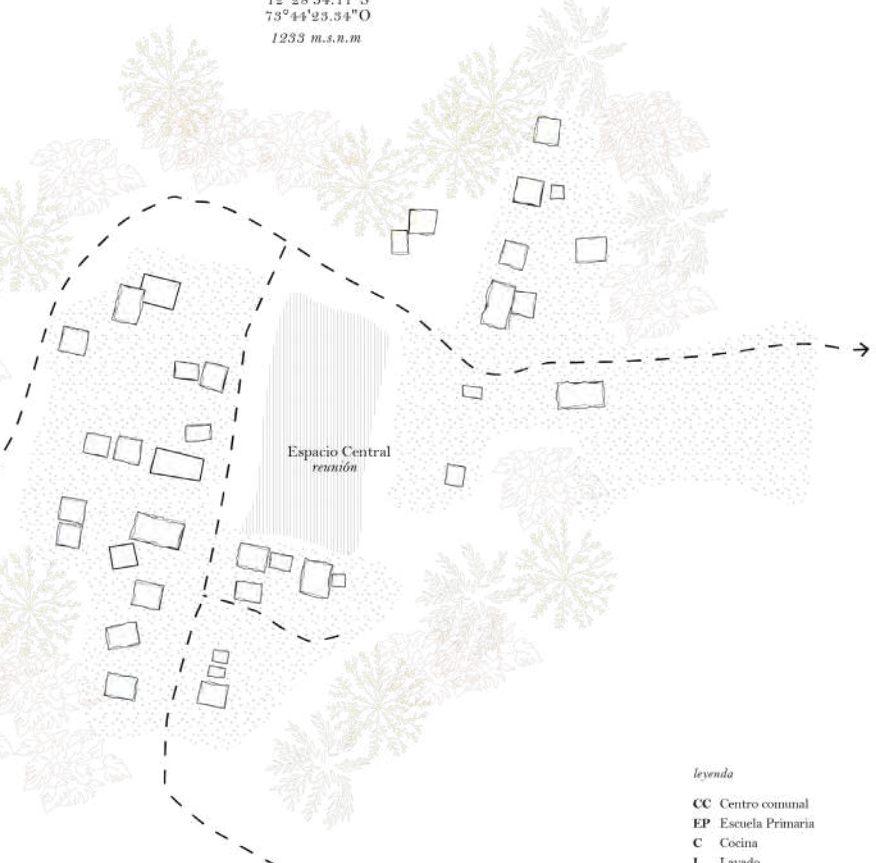 73°44'23.34"O
1233 m.s.n.m
Espacio Central
reunión
leyenda
CC Centro comunal
EP Escuela Primaria
C Cocina